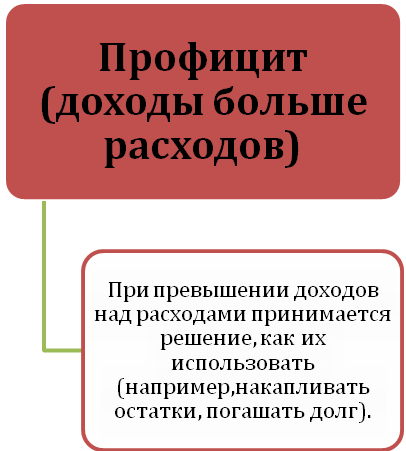 Профицит
(доходы больше
расходов)
При превышении доходов
над расходами принимается
решение, как их
использовать
(например,накапливать
остатки, погашать долг).